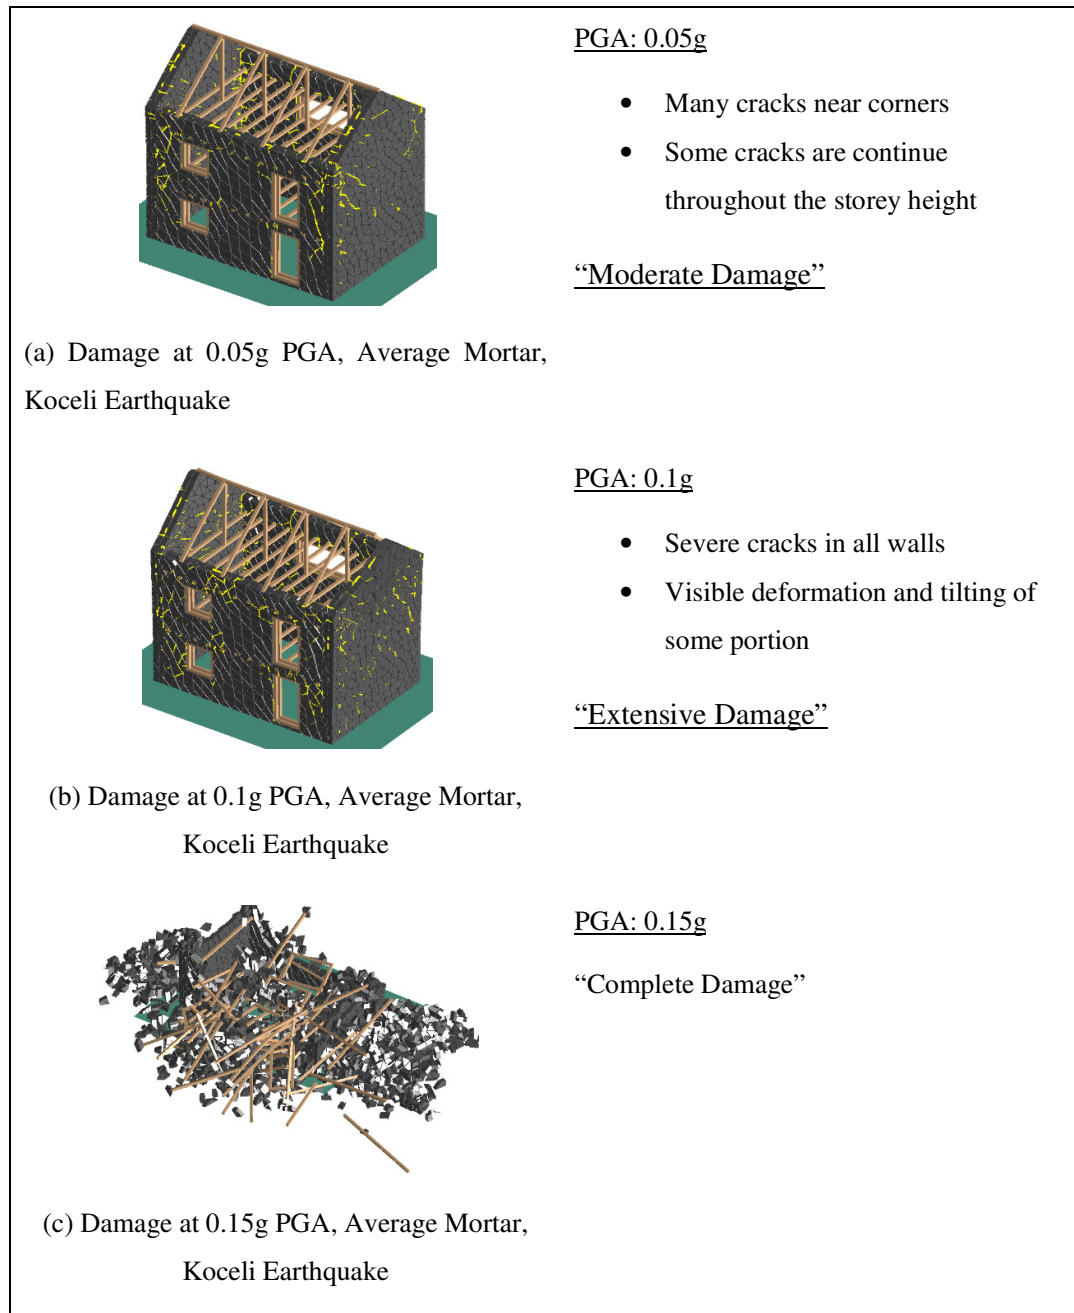 PGA: 0.05g
• Many cracks near corners
• Some cracks are continue
throughout the storey height
“Moderate Damage”
(a) Damage at 0.05g PGA, Average Mortar,
Koceli Earthquake
PGA: 0.1g
• Severe cracks in all walls
• Visible deformation and tilting of
some portion
“Extensive Damage”
(b) Damage at 0.1g PGA, Average Mortar,
Koceli Earthquake
PGA: 0.15g
“Complete Damage”
(c) Damage at 0.15g PGA, Average Mortar,
Koceli Earthquake